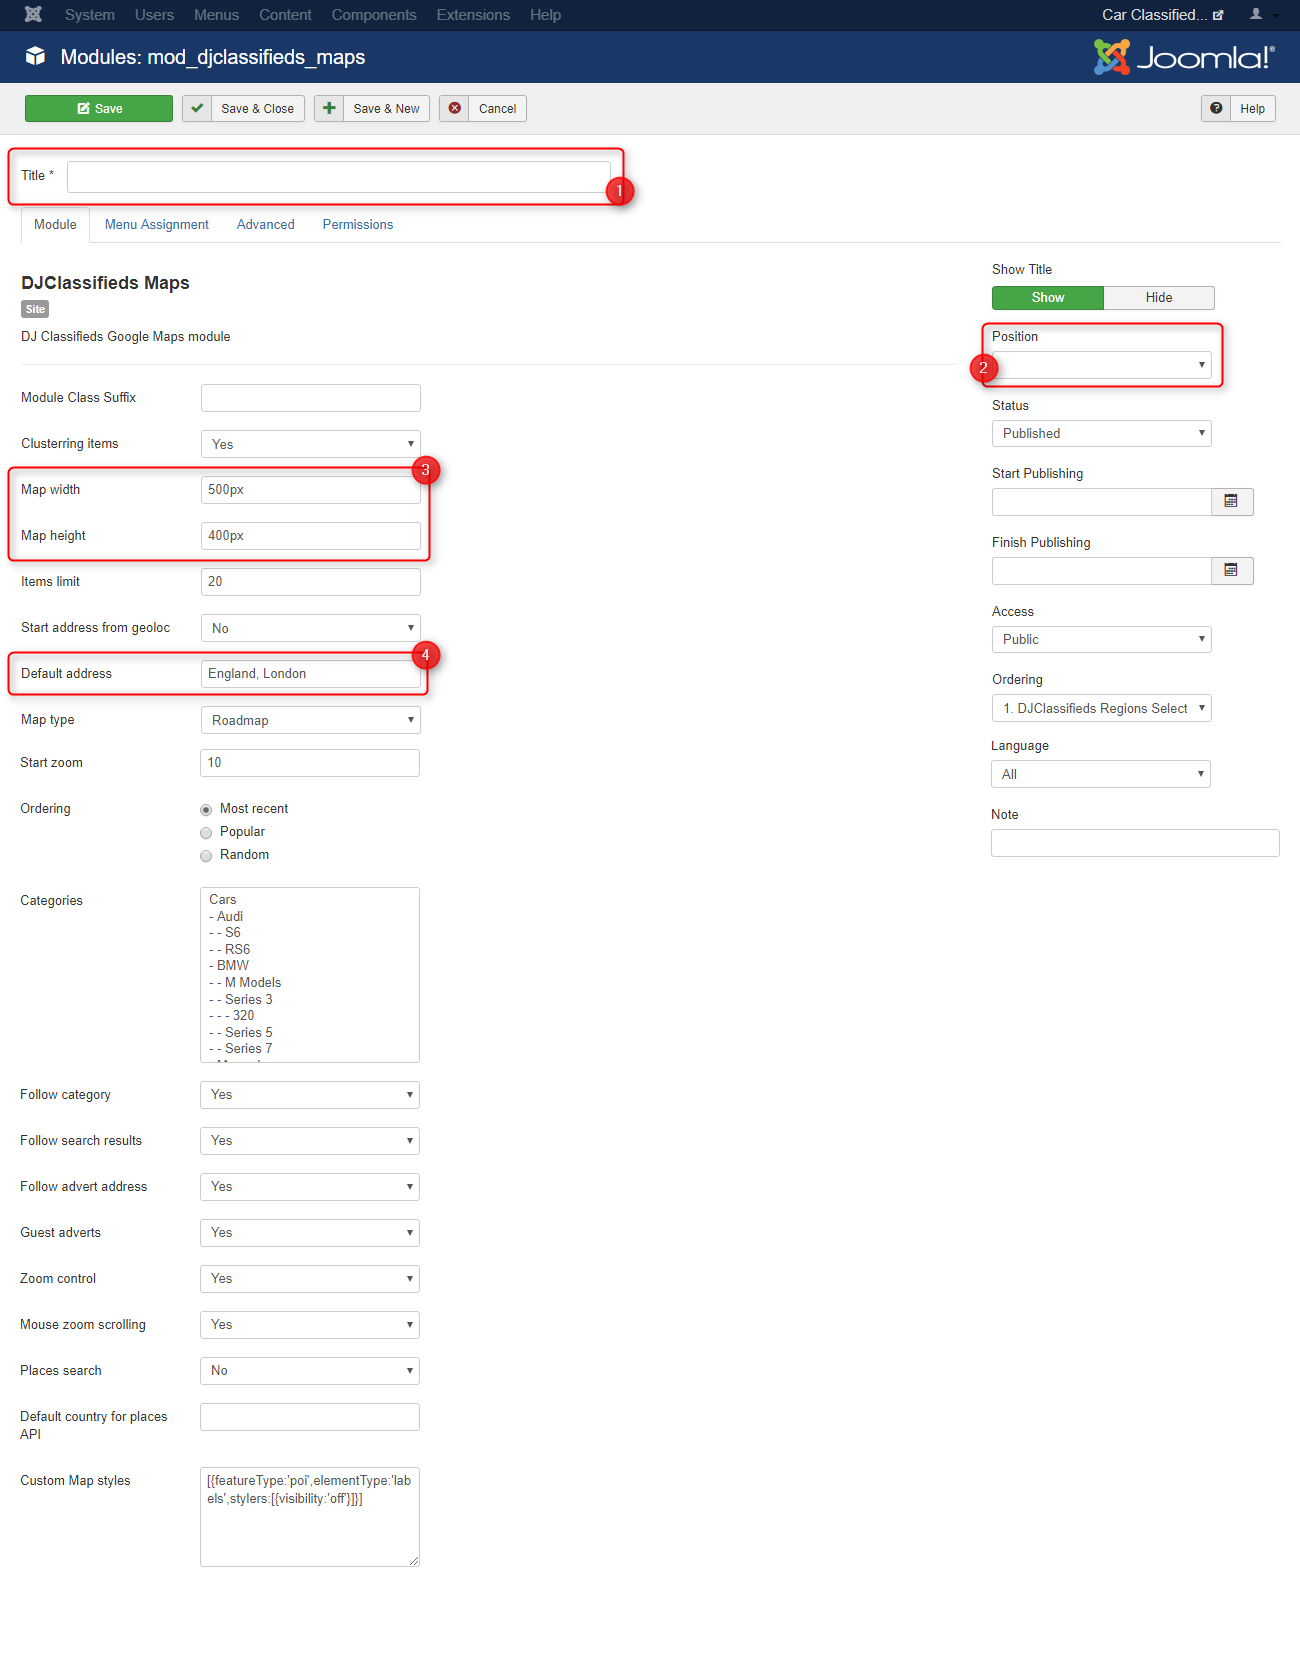 System Users Menus Content Components Extensions Help Car Classified...
Modules: mod_djclassifieds_maps Joomla!®
Save Save & Close Save & New Cancel ? Help
Title *
1
Module Menu Assignment Advanced Permissions
DJClassifieds Maps
Site
DJ Classifieds Google Maps module
Module Class Suffix
Clusterring items Yes
3
Map width 500px
Map height 400px
Items limit 20
Start address from geoloc No
4
Default address England, London
Map type Roadmap
Start zoom 10
Ordering Most recent
Popular
Random
Categories Cars
- Audi
- - S6
- - RS6
- BMW
- - M Models
- - Series 3
- - - 320
- - Series 5
- - Series 7
Follow category Yes
Follow search results Yes
Follow advert address Yes
Guest adverts Yes
Zoom control Yes
Mouse zoom scrolling Yes
Places search No
Default country for places
API
Custom Map styles [{featureType:'poi',elementType:'lab
els',stylers:[{visibility:'off'}]}]
Show Title
Show Hide
Position
2
Status
Published
Start Publishing
Finish Publishing
Access
Public
Ordering
1. DJClassifieds Regions Select
Language
All
Note